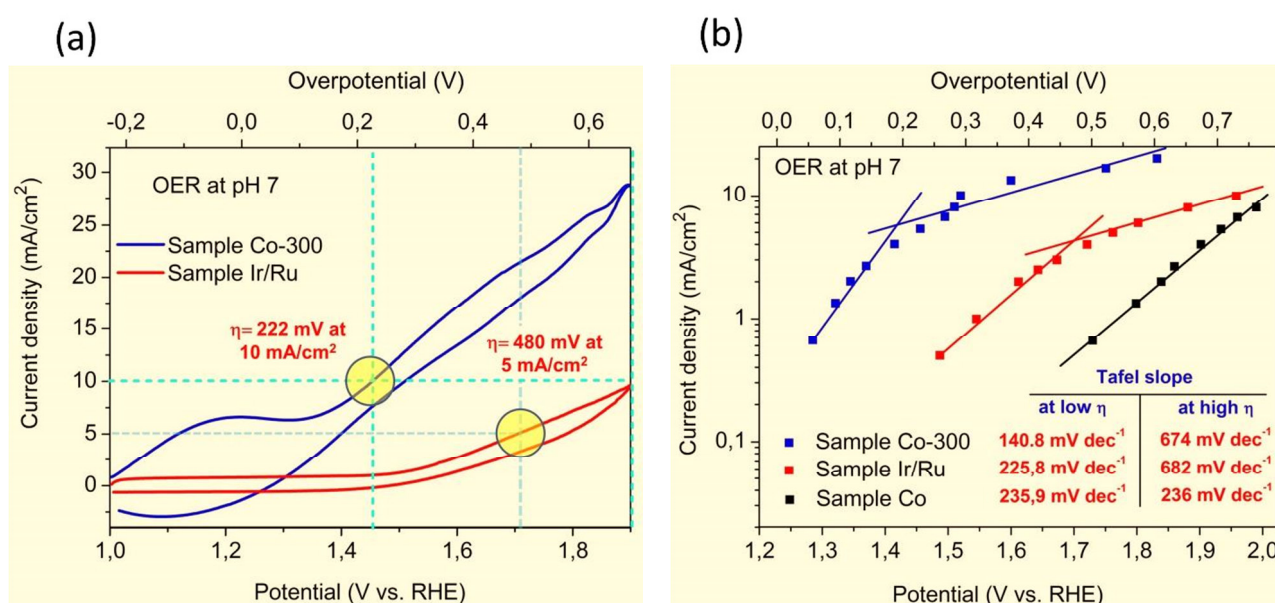 (a)
Overpotential (V)
-0,2 0,0 0,2 0,4 0,6
30
25
20
15
10
5
0
Current density (mA/cm²)
OER at pH 7
Sample Co-300
Sample Ir/Ru
η= 222 mV at
10 mA/cm²
η= 480 mV at
5 mA/cm²
1,0 1,2 1,4 1,6 1,8
Potential (V vs. RHE)
(b)
Overpotential (V)
0,0 0,1 0,2 0,3 0,4 0,5 0,6 0,7
10
1
0,1
Current density (mA/cm²)
OER at pH 7
Tafel slope
at low η at high η
Sample Co-300 140.8 mV dec⁻¹ 674 mV dec⁻¹
Sample Ir/Ru 225,8 mV dec⁻¹ 682 mV dec⁻¹
Sample Co 235,9 mV dec⁻¹ 236 mV dec⁻¹
1,2 1,3 1,4 1,5 1,6 1,7 1,8 1,9 2,0
Potential (V vs. RHE)